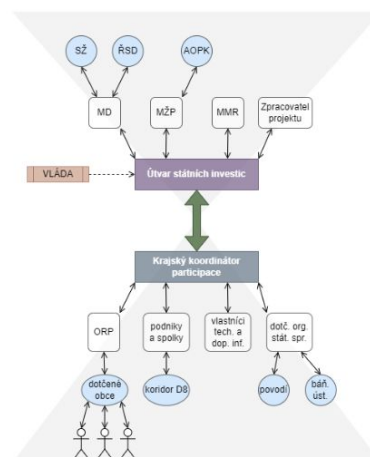 SŽ
ŘSD
AOPK
MD
MŽP
MMR
Zpracovatel
projektu
VLÁDA
Útvar státních investic
Krajský koordinátor
participace
ORP
podniky
a spolky
vlastníci
tech. a
dop. inf.
dotč. org.
stát. spr.
dotčené
obce
koridor D8
povodí
báň.
úst.